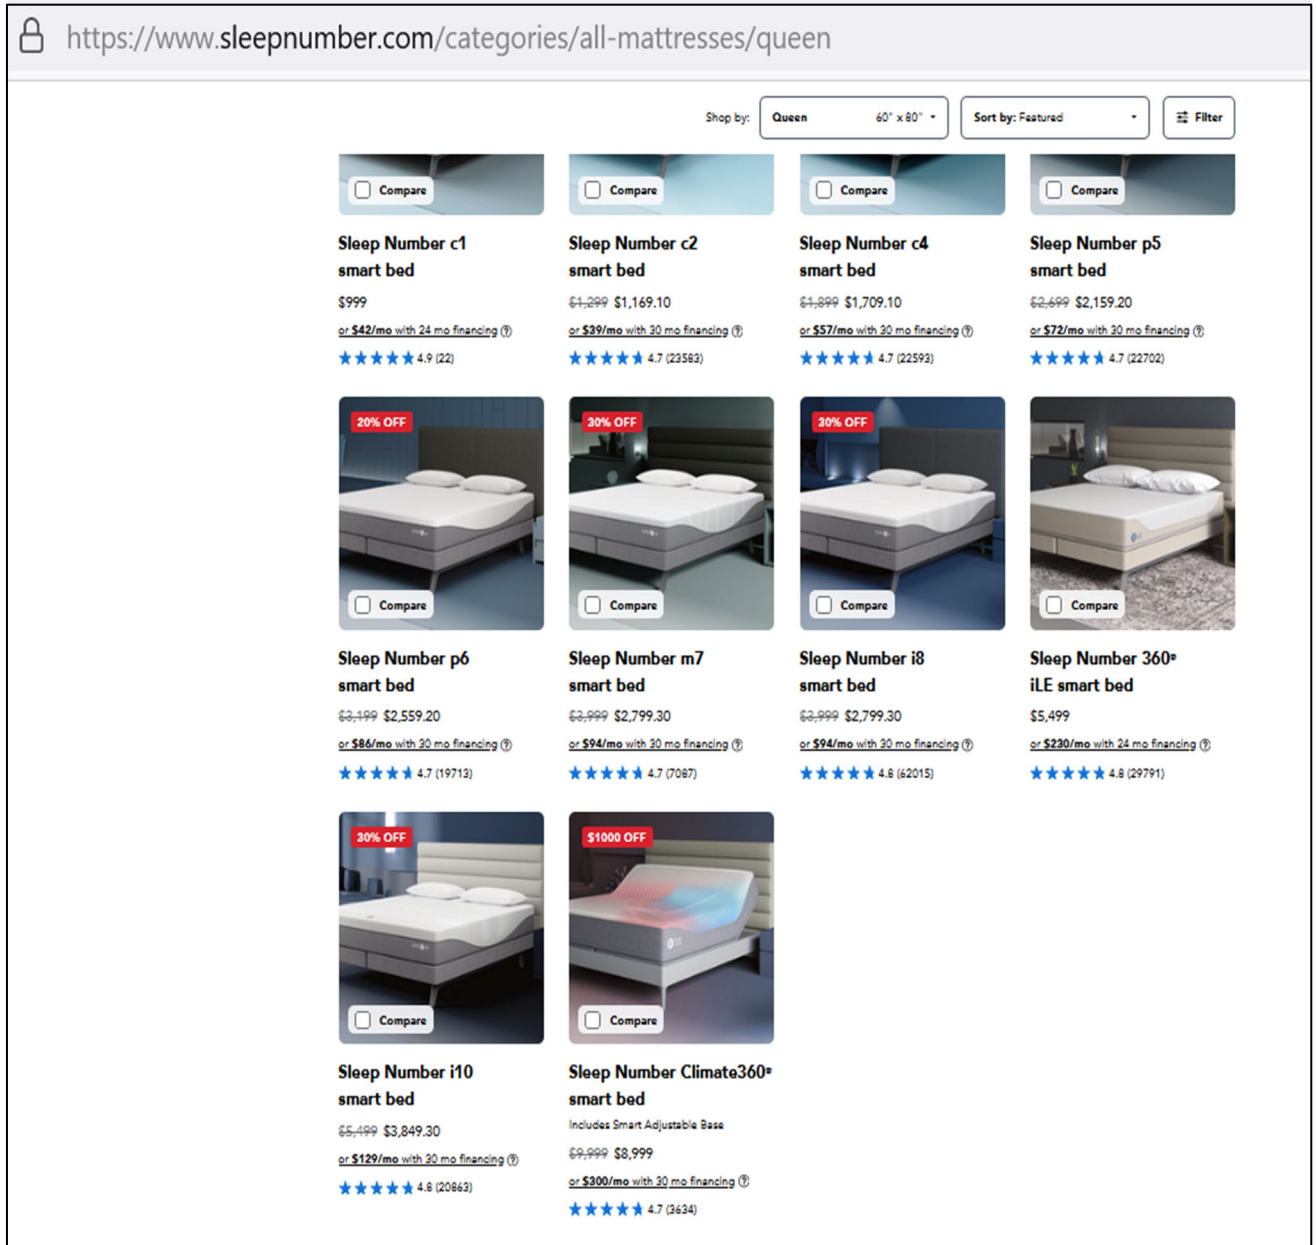 https://www.sleepnumber.com/categories/all-mattresses/queen
Shop by: Queen 60" x 80" Sort by: Featured Filter
Compare Compare Compare Compare
Sleep Number c1
smart bed
$999
or $42/mo with 24 mo financing
4.9 (22)
Sleep Number c2
smart bed
$1,299 $1,169.10
or $39/mo with 30 mo financing
4.7 (23583)
Sleep Number c4
smart bed
$1,899 $1,709.10
or $57/mo with 30 mo financing
4.7 (22593)
Sleep Number p5
smart bed
$2,699 $2,159.20
or $72/mo with 30 mo financing
4.7 (22702)
20% OFF
Compare
Sleep Number p6
smart bed
$3,199 $2,559.20
or $86/mo with 30 mo financing
4.7 (19713)
30% OFF
Compare
Sleep Number m7
smart bed
$3,999 $2,799.30
or $94/mo with 30 mo financing
4.7 (7087)
30% OFF
Compare
Sleep Number i8
smart bed
$3,999 $2,799.30
or $94/mo with 30 mo financing
4.8 (62015)
Compare
Sleep Number 360®
iLE smart bed
$5,499
or $230/mo with 24 mo financing
4.8 (29791)
30% OFF
Compare
Sleep Number i10
smart bed
$5,499 $3,849.30
or $129/mo with 30 mo financing
4.8 (20863)
$1000 OFF
Compare
Sleep Number Climate360®
smart bed
Includes Smart Adjustable Base
$9,999 $8,999
or $300/mo with 30 mo financing
4.7 (3634)